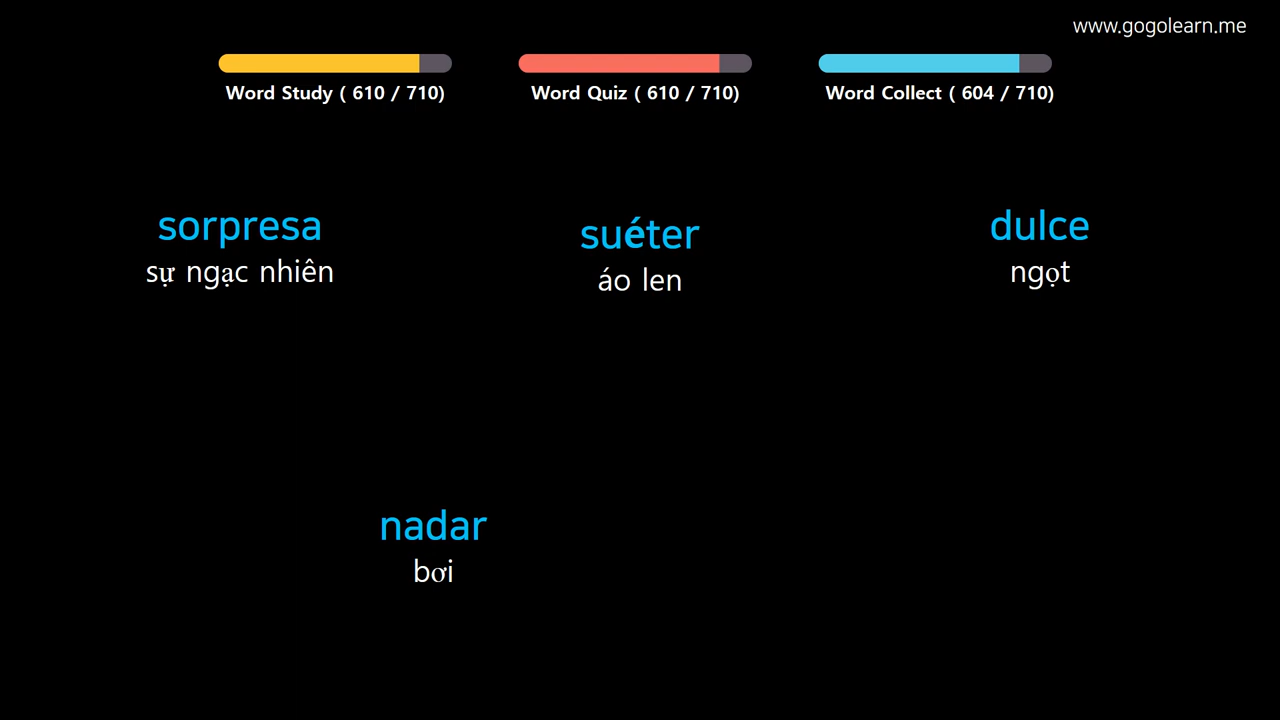 www.gogolearn.me
Word Study ( 610 / 710)
Word Quiz ( 610 / 710)
Word Collect ( 604 / 710)
sorpresa
sự ngạc nhiên
suéter
áo len
dulce
ngọt
nadar
bơi